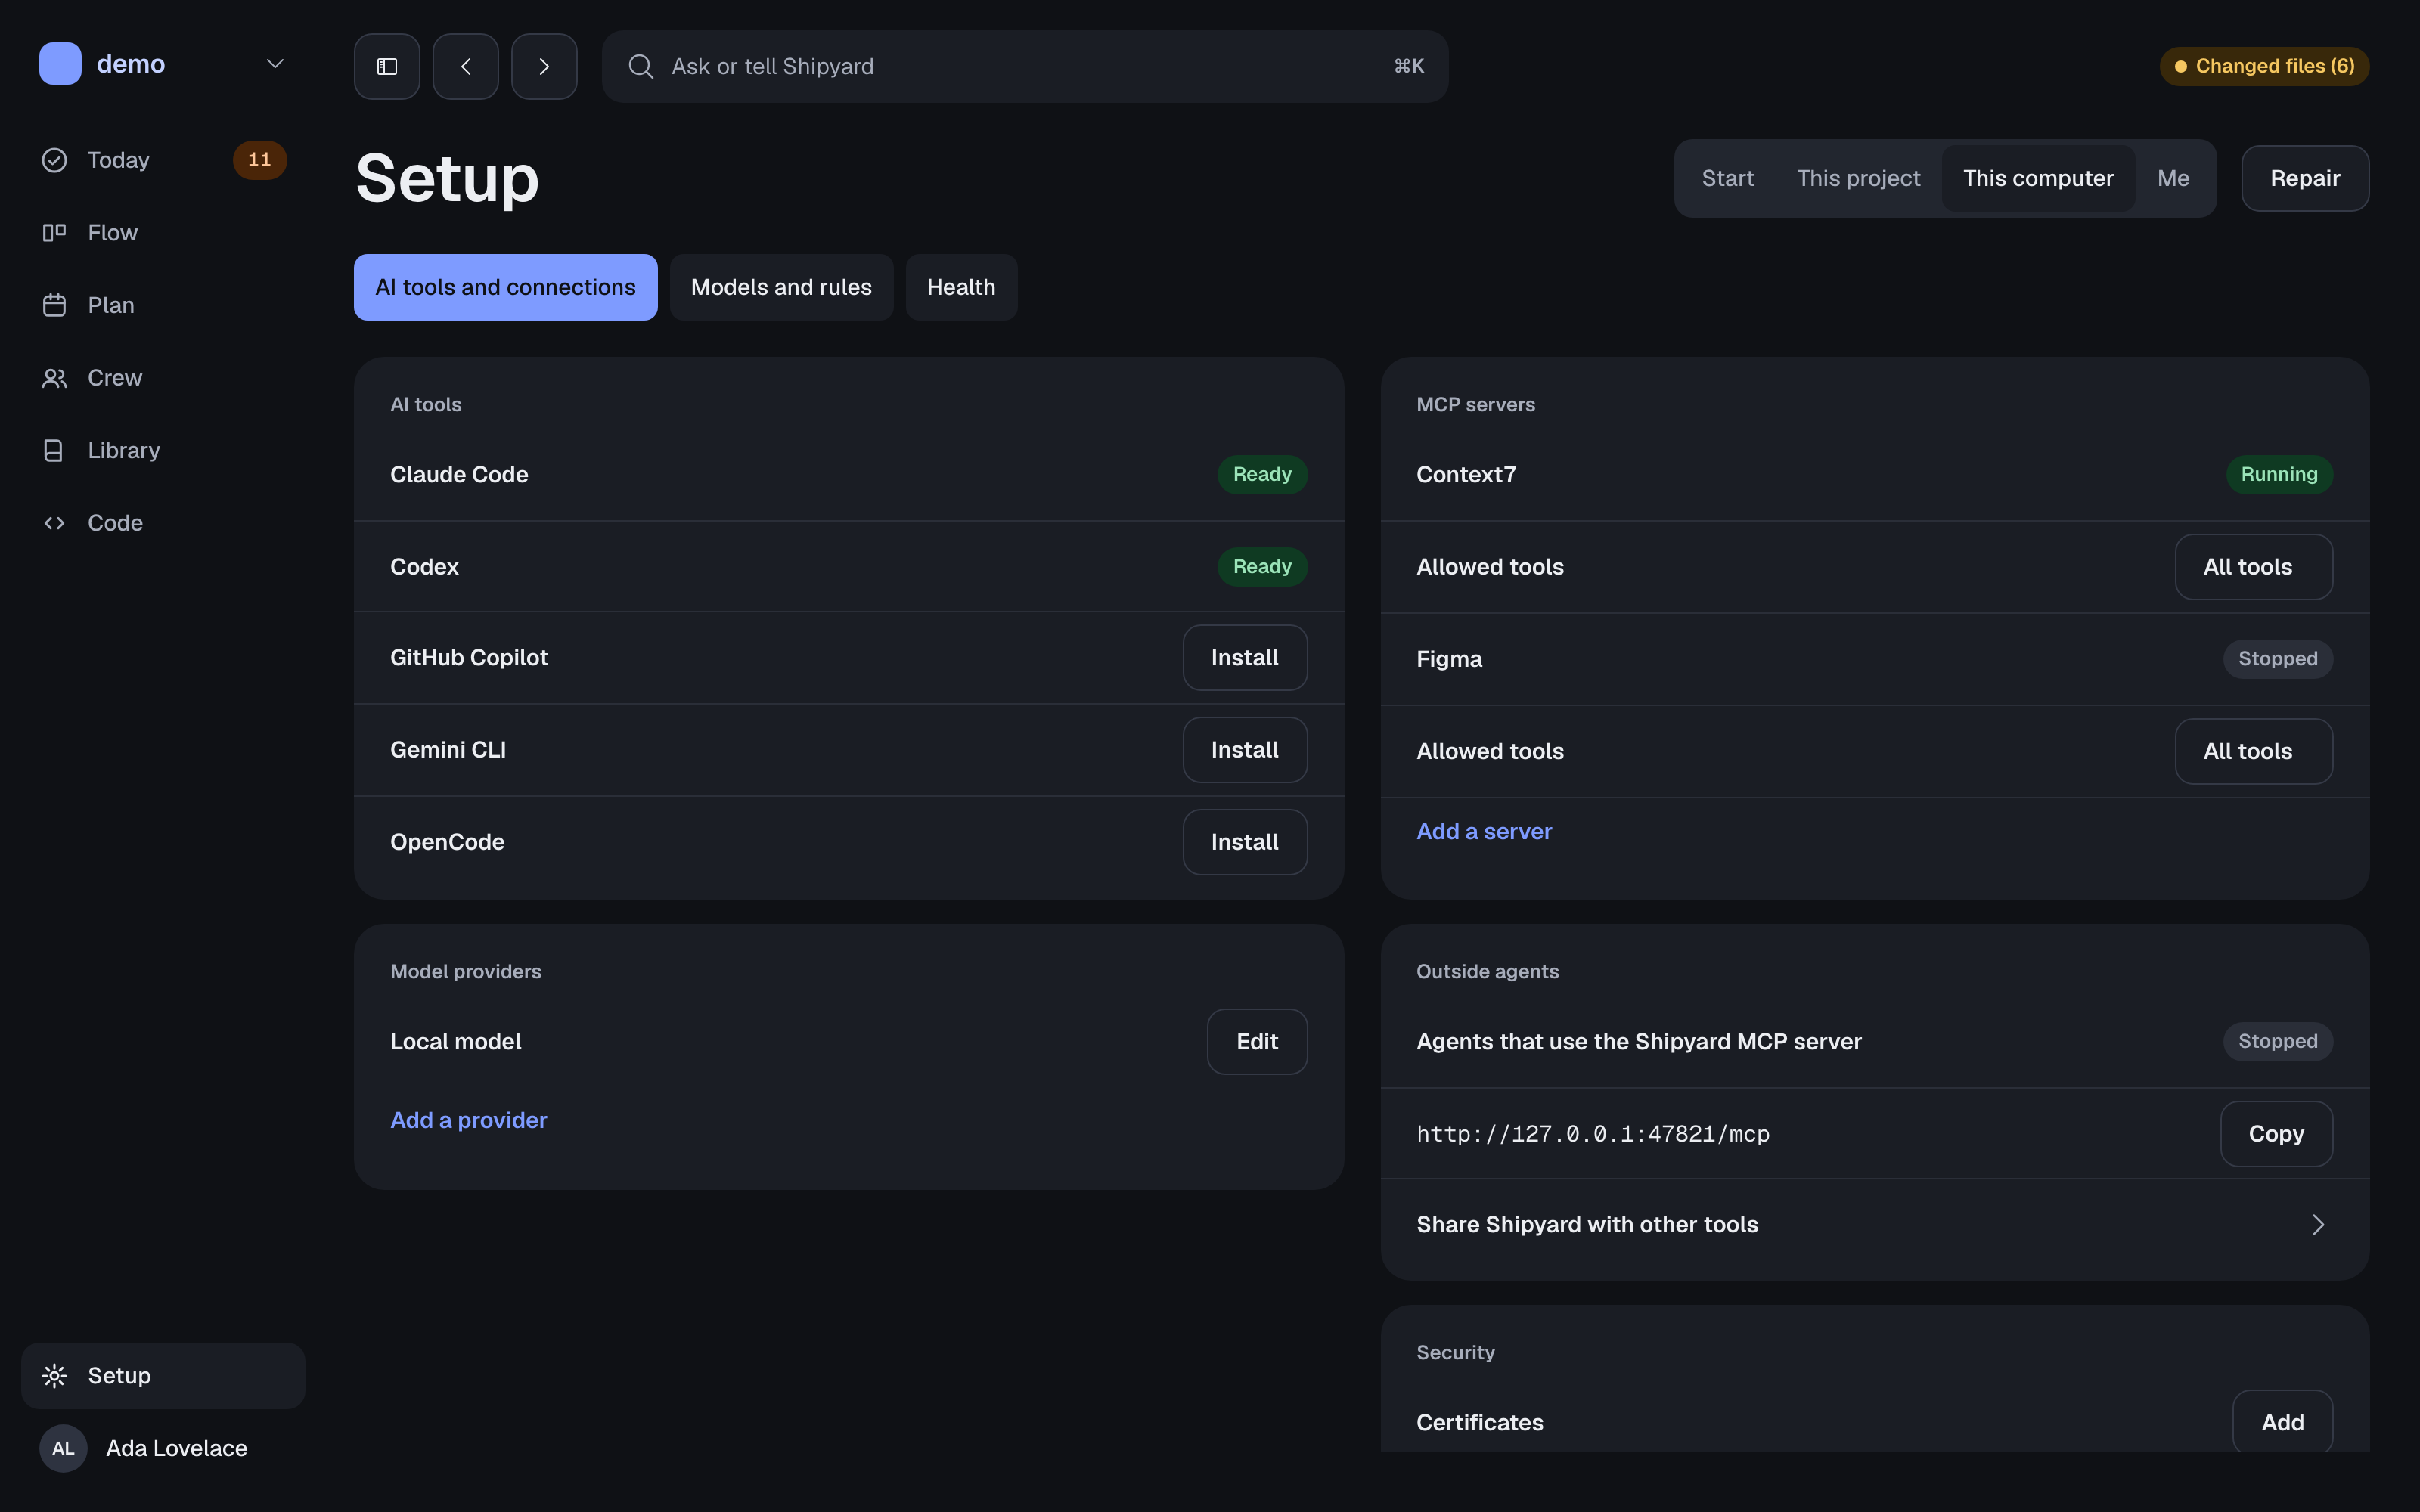 demo
Ask or tell Shipyard
⌘K
Changed files (6)
Today
11
Flow
Plan
Crew
Library
Code
Setup
Start
This project
This computer
Me
Repair
AI tools and connections
Models and rules
Health
AI tools
Claude Code
Ready
Codex
Ready
GitHub Copilot
Install
Gemini CLI
Install
OpenCode
Install
MCP servers
Context7
Running
Allowed tools
All tools
Figma
Stopped
Allowed tools
All tools
Add a server
Model providers
Local model
Edit
Add a provider
Outside agents
Agents that use the Shipyard MCP server
Stopped
http://127.0.0.1:47821/mcp
Copy
Share Shipyard with other tools
Security
Certificates
Add
Setup
AL
Ada Lovelace